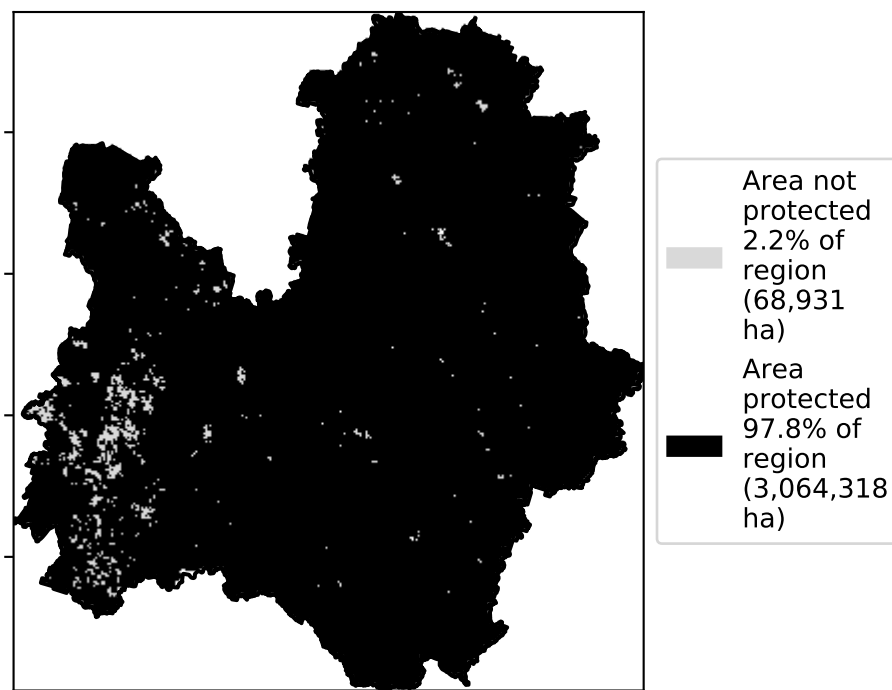 Area not
protected
2.2% of
region
(68,931
ha)
Area
protected
97.8% of
region
(3,064,318
ha)